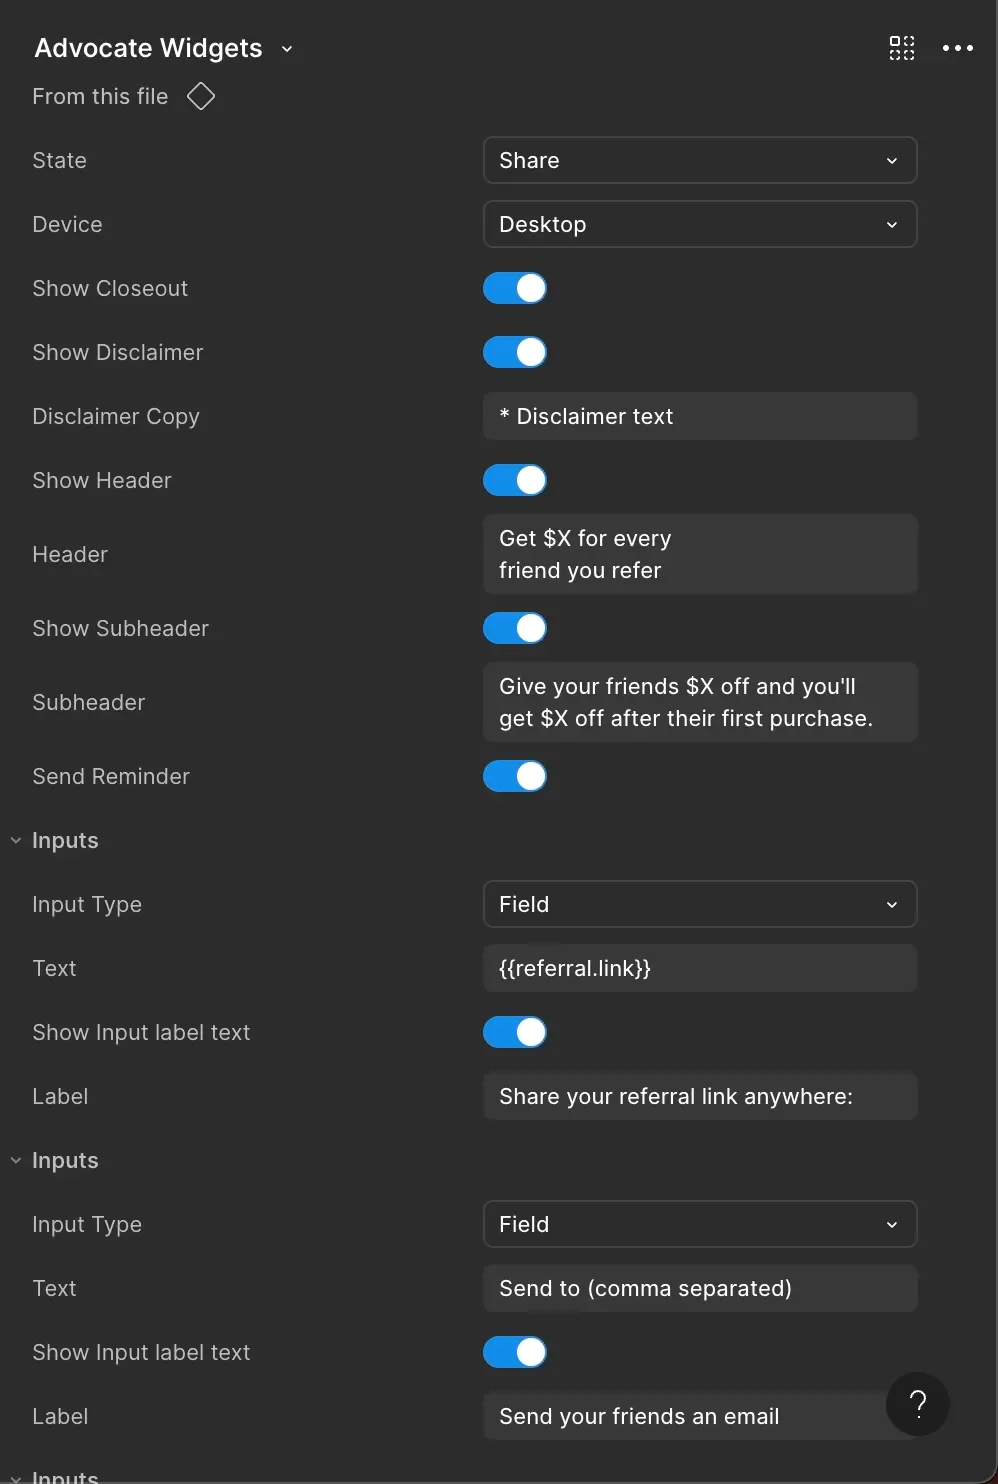 Advocate Widgets
From this file
State
Share
Device
Desktop
Show Closeout
Show Disclaimer
Disclaimer Copy
* Disclaimer text
Show Header
Header
Get $X for every
friend you refer
Show Subheader
Subheader
Give your friends $X off and you'll
get $X off after their first purchase.
Send Reminder
Inputs
Input Type
Field
Text
{{referral.link}}
Show Input label text
Label
Share your referral link anywhere:
Inputs
Input Type
Field
Text
Send to (comma separated)
Show Input label text
Label
Send your friends an email
?
Inputs